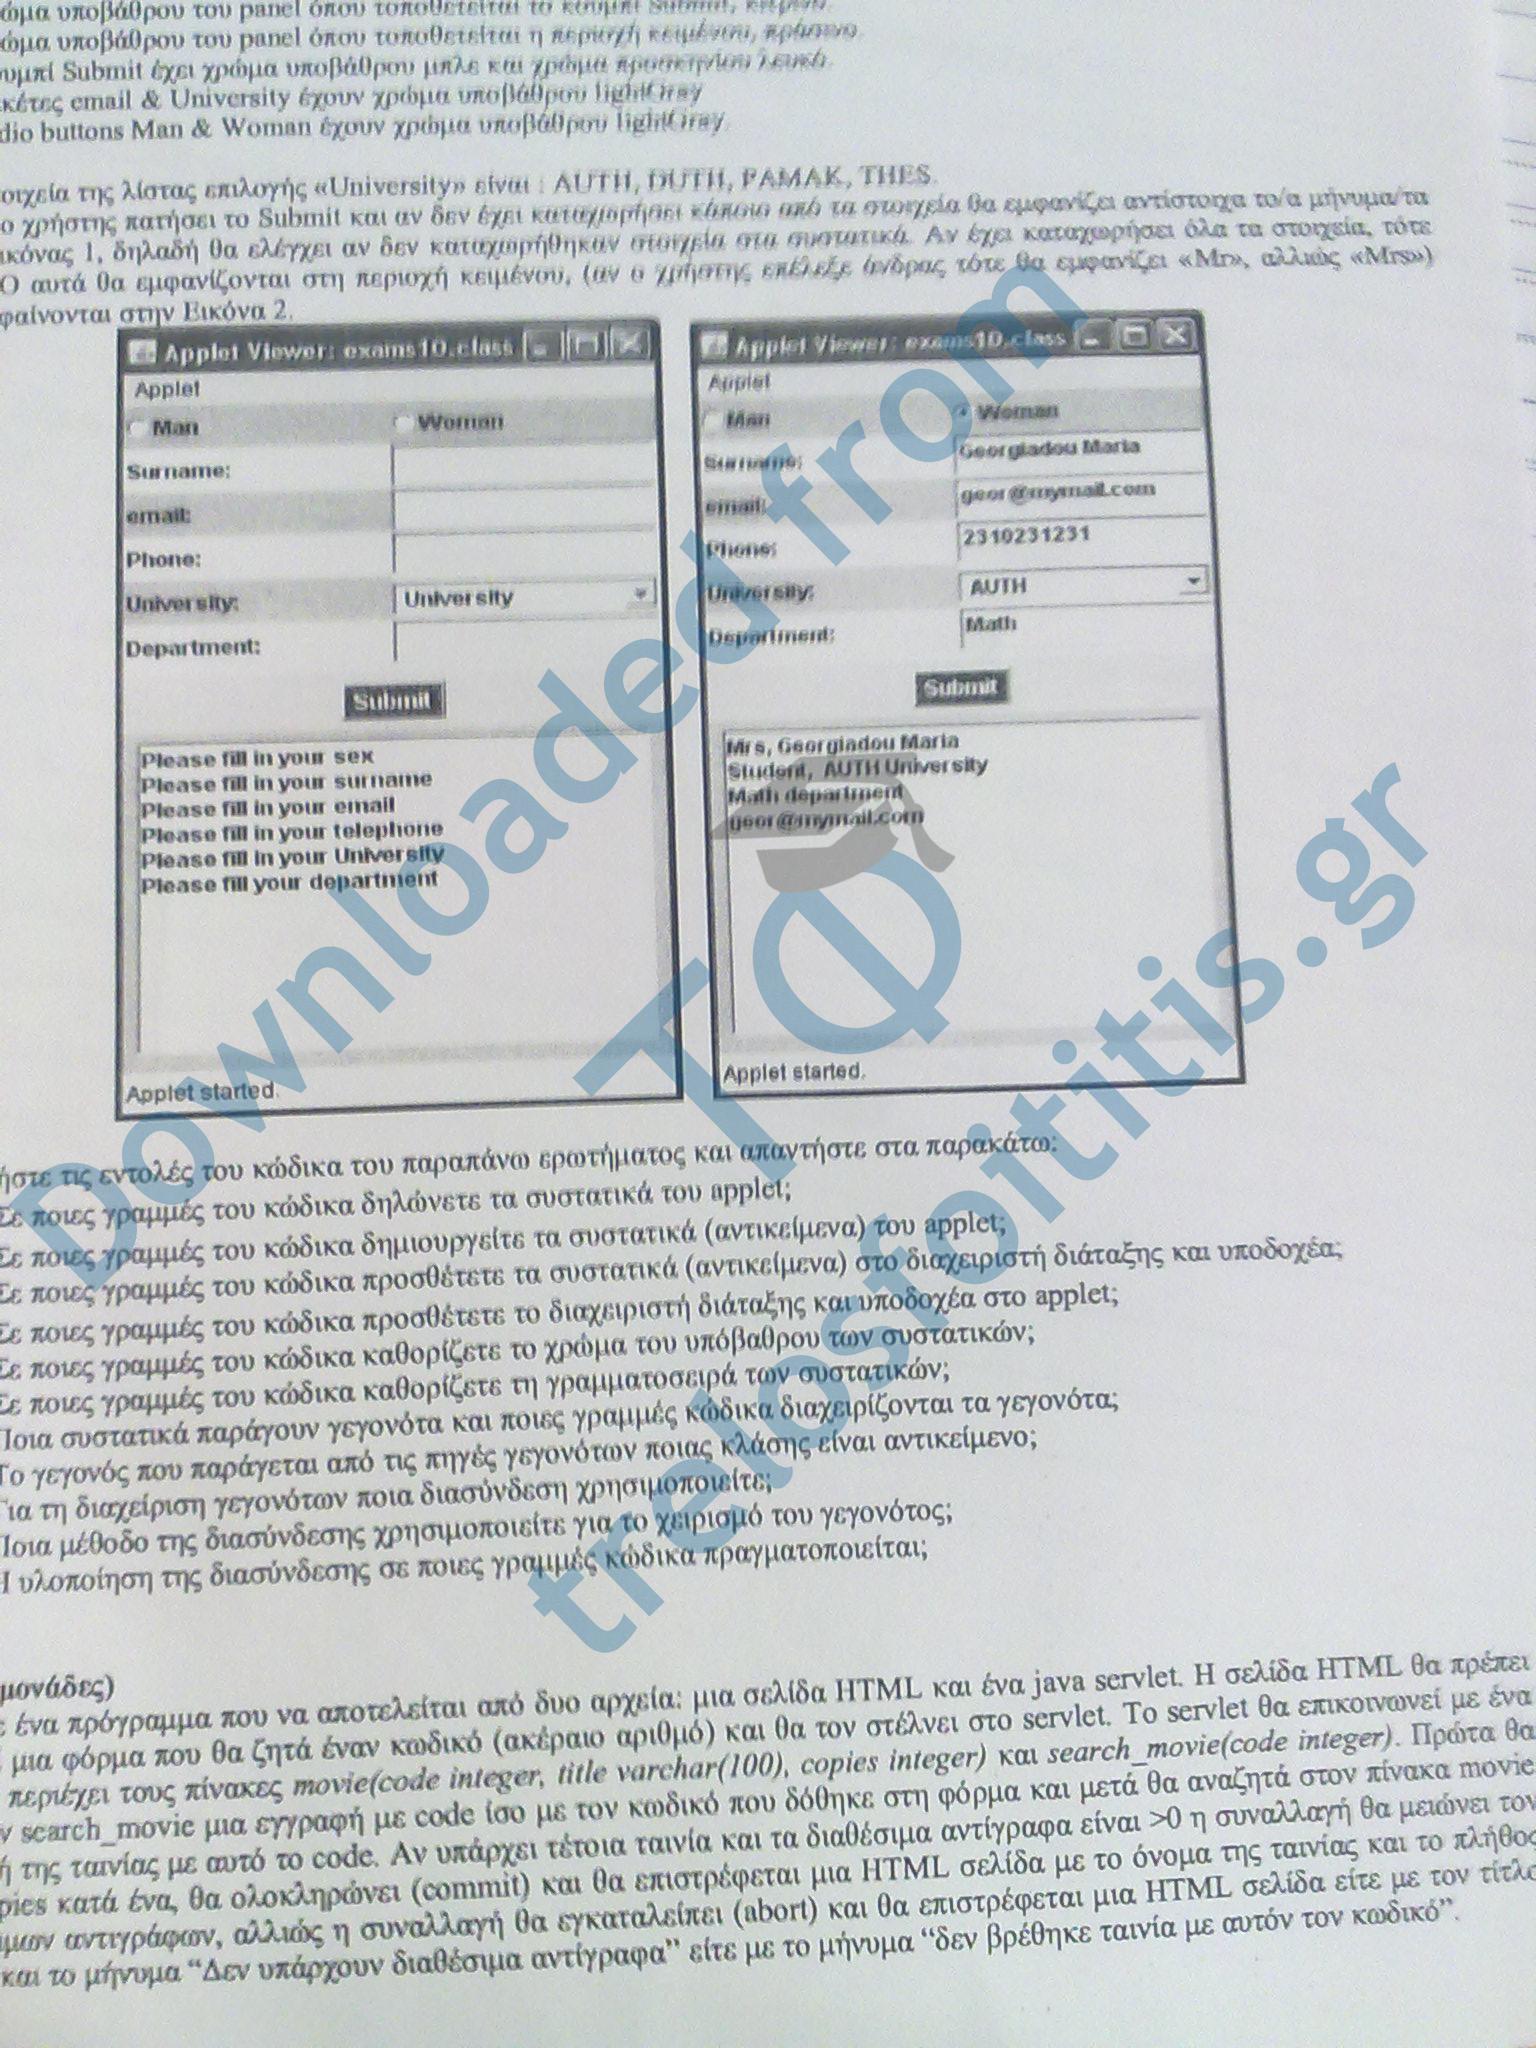 ώμα υποβάθρου του panel όπου τοποθετείται το κουμπί Submit, κίτρινο.
ώμα υποβάθρου του panel όπου τοποθετείται η περιοχή κειμένου, πράσινο.
υμπί Submit έχει χρώμα υποβάθρου μπλε και χρώμα προσκηνίου λευκό.
κέτες email & University έχουν χρώμα υποβάθρου lightGray
dio buttons Man & Woman έχουν χρώμα υποβάθρου lightGray.
οιχεία της λίστας επιλογής «University» είναι : AUTH, DUTH, PAMAK, THES.
ο χρήστης πατήσει το Submit και αν δεν έχει καταχωρήσει κάποιο από τα στοιχεία θα εμφανίζει αντίστοιχα το/α μήνυμα/τα
ικόνας 1, δηλαδή θα ελέγχει αν δεν καταχωρήθηκαν στοιχεία στα συστατικά. Αν έχει καταχωρήσει όλα τα στοιχεία, τότε
Ο αυτά θα εμφανίζονται στη περιοχή κειμένου, (αν ο χρήστης επέλεξε άνδρας τότε θα εμφανίζει «Mr», αλλιώς «Mrs»)
φαίνονται στην Εικόνα 2.
Applet Viewer: exams10.class
Applet
Man Woman
Surname:
email:
Phone:
University: University
Department:
Submit
Please fill in your sex
Please fill in your surname
Please fill in your email
Please fill in your telephone
Please fill in your University
Please fill your department
Applet started.
Applet Viewer: exams10.class
Applet
Man Woman
Surname: Georgiadou Maria
email: geor@mymail.com
Phone: 2310231231
University: AUTH
Department: Math
Submit
Mrs, Georgiadou Maria
Student, AUTH University
Math department
geor@mymail.com
Applet started.
ήστε τις εντολές του κώδικα του παραπάνω ερωτήματος και απαντήστε στα παρακάτω:
Σε ποιες γραμμές του κώδικα δηλώνετε τα συστατικά του applet;
Σε ποιες γραμμές του κώδικα δημιουργείτε τα συστατικά (αντικείμενα) του applet;
Σε ποιες γραμμές του κώδικα προσθέτετε τα συστατικά (αντικείμενα) στο διαχειριστή διάταξης και υποδοχέα;
Σε ποιες γραμμές του κώδικα προσθέτετε το διαχειριστή διάταξης και υποδοχέα στο applet;
Σε ποιες γραμμές του κώδικα καθορίζετε το χρώμα του υπόβαθρου των συστατικών;
Σε ποιες γραμμές του κώδικα καθορίζετε τη γραμματοσειρά των συστατικών;
Ποια συστατικά παράγουν γεγονότα και ποιες γραμμές κώδικα διαχειρίζονται τα γεγονότα;
Το γεγονός που παράγεται από τις πηγές γεγονότων ποιας κλάσης είναι αντικείμενο;
Για τη διαχείριση γεγονότων ποια διασύνδεση χρησιμοποιείτε;
Ποια μέθοδο της διασύνδεσης χρησιμοποιείτε για το χειρισμό του γεγονότος;
Η υλοποίηση της διασύνδεσης σε ποιες γραμμές κώδικα πραγματοποιείται;
μονάδες)
ε ένα πρόγραμμα που να αποτελείται από δυο αρχεία: μια σελίδα HTML και ένα java servlet. Η σελίδα HTML θα πρέπει
μια φόρμα που θα ζητά έναν κωδικό (ακέραιο αριθμό) και θα τον στέλνει στο servlet. Το servlet θα επικοινωνεί με ένα
περιέχει τους πίνακες movie(code integer, title varchar(100), copies integer) και search_movie(code integer). Πρώτα θα
ν search_movie μια εγγραφή με code ίσο με τον κωδικό που δόθηκε στη φόρμα και μετά θα αναζητά στον πίνακα movie
ή της ταινίας με αυτό το code. Αν υπάρχει τέτοια ταινία και τα διαθέσιμα αντίγραφα είναι >0 η συναλλαγή θα μειώνει τον
pies κατά ένα, θα ολοκληρώνει (commit) και θα επιστρέφεται μια HTML σελίδα με το όνομα της ταινίας και το πλήθος
ιμων αντιγράφων, αλλιώς η συναλλαγή θα εγκαταλείπει (abort) και θα επιστρέφεται μια HTML σελίδα είτε με τον τίτλο
και το μήνυμα “Δεν υπάρχουν διαθέσιμα αντίγραφα” είτε με το μήνυμα “δεν βρέθηκε ταινία με αυτόν τον κωδικό”.
Downloaded from
ΤΦ
trelosfoititis.gr